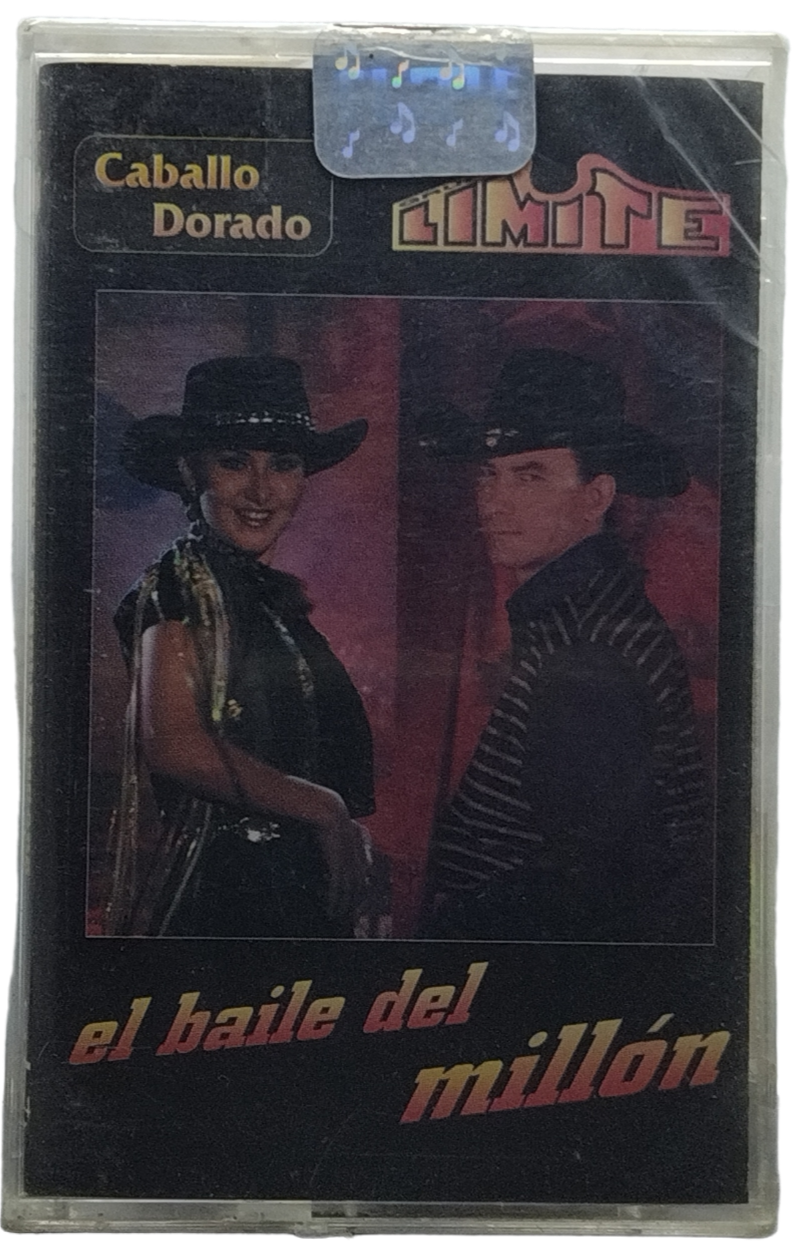 Caballo
Dorado
LIMITE
el baile del
millón